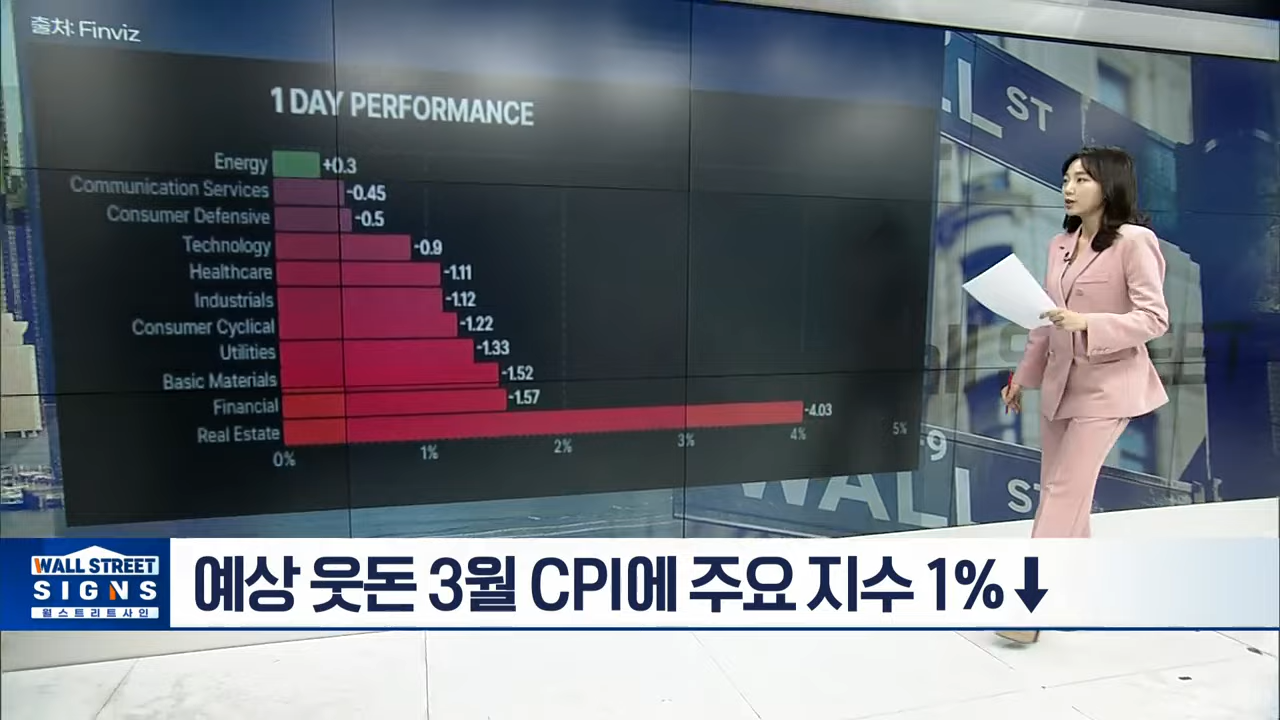 출처: Finviz
1 DAY PERFORMANCE
Energy +0.3
Communication Services -0.45
Consumer Defensive -0.5
Technology -0.9
Healthcare -1.11
Industrials -1.12
Consumer Cyclical -1.22
Utilities -1.33
Basic Materials -1.52
Financial -1.57
Real Estate -4.03
0% 1% 2% 3% 4% 5%
ST
WALL ST
WALL STREET
SIGNS
월스트리트사인
예상 웃돈 3월 CPI에 주요 지수 1%↓